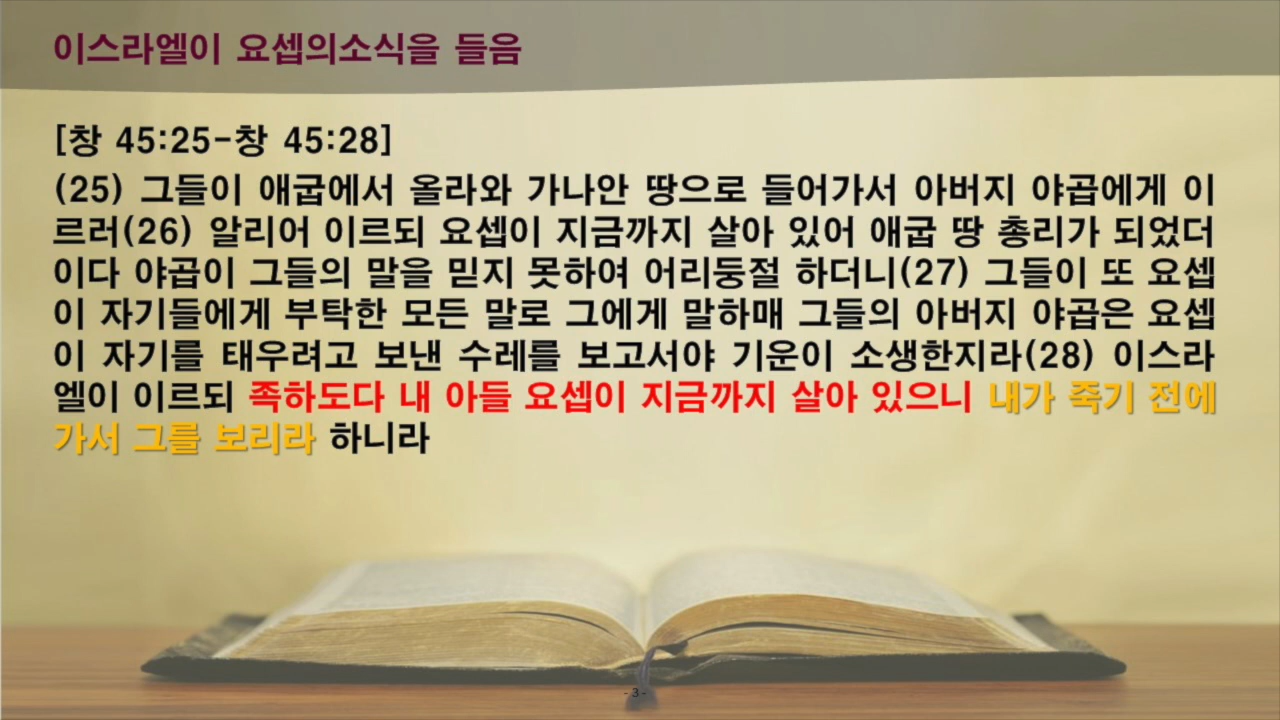 이스라엘이 요셉의소식을 들음
[창 45:25-창 45:28]
(25) 그들이 애굽에서 올라와 가나안 땅으로 들어가서 아버지 야곱에게 이
르러(26) 알리어 이르되 요셉이 지금까지 살아 있어 애굽 땅 총리가 되었더
이다 야곱이 그들의 말을 믿지 못하여 어리둥절 하더니(27) 그들이 또 요셉
이 자기들에게 부탁한 모든 말로 그에게 말하매 그들의 아버지 야곱은 요셉
이 자기를 태우려고 보낸 수레를 보고서야 기운이 소생한지라(28) 이스라
엘이 이르되 족하도다 내 아들 요셉이 지금까지 살아 있으니 내가 죽기 전에
가서 그를 보리라 하니라
- 3 -